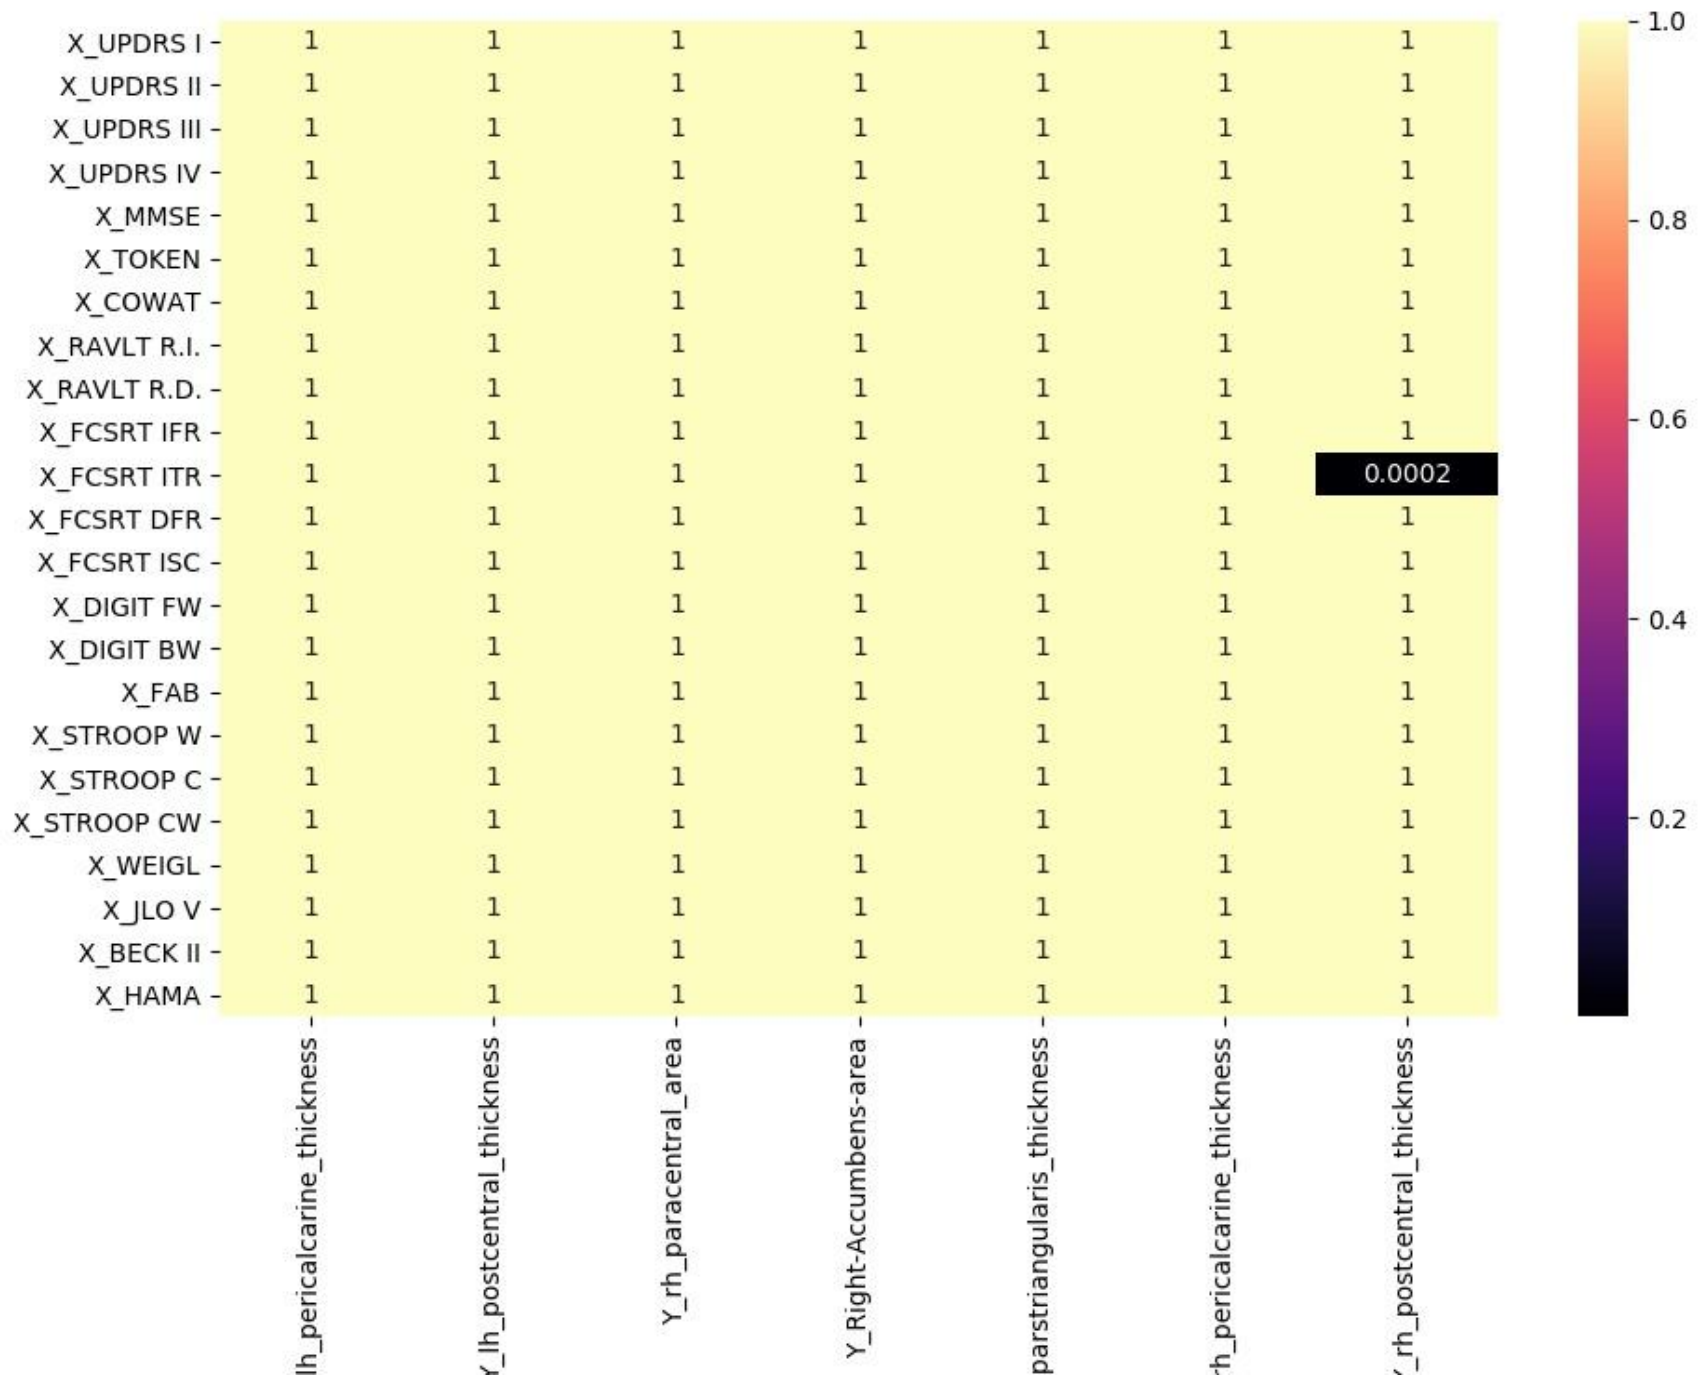 X_UPDRS I 1 1 1 1 1 1 1 1.0
X_UPDRS II 1 1 1 1 1 1 1
X_UPDRS III 1 1 1 1 1 1 1
X_UPDRS IV 1 1 1 1 1 1 1
X_MMSE 1 1 1 1 1 1 1 0.8
X_TOKEN 1 1 1 1 1 1 1
X_COWAT 1 1 1 1 1 1 1
X_RAVLT R.I. 1 1 1 1 1 1 1
X_RAVLT R.D. 1 1 1 1 1 1 1
X_FCSRT IFR 1 1 1 1 1 1 1 0.6
X_FCSRT ITR 1 1 1 1 1 1 0.0002
X_FCSRT DFR 1 1 1 1 1 1 1
X_FCSRT ISC 1 1 1 1 1 1 1
X_DIGIT FW 1 1 1 1 1 1 1 0.4
X_DIGIT BW 1 1 1 1 1 1 1
X_FAB 1 1 1 1 1 1 1
X_STROOP W 1 1 1 1 1 1 1
X_STROOP C 1 1 1 1 1 1 1
X_STROOP CW 1 1 1 1 1 1 1 0.2
X_WEIGL 1 1 1 1 1 1 1
X_JLO V 1 1 1 1 1 1 1
X_BECK II 1 1 1 1 1 1 1
X_HAMA 1 1 1 1 1 1 1
lh_pericalcarine_thickness
Y_lh_postcentral_thickness
Y_rh_paracentral_area
Y_Right-Accumbens-area
parstriangularis_thickness
rh_pericalcarine_thickness
Y_rh_postcentral_thickness